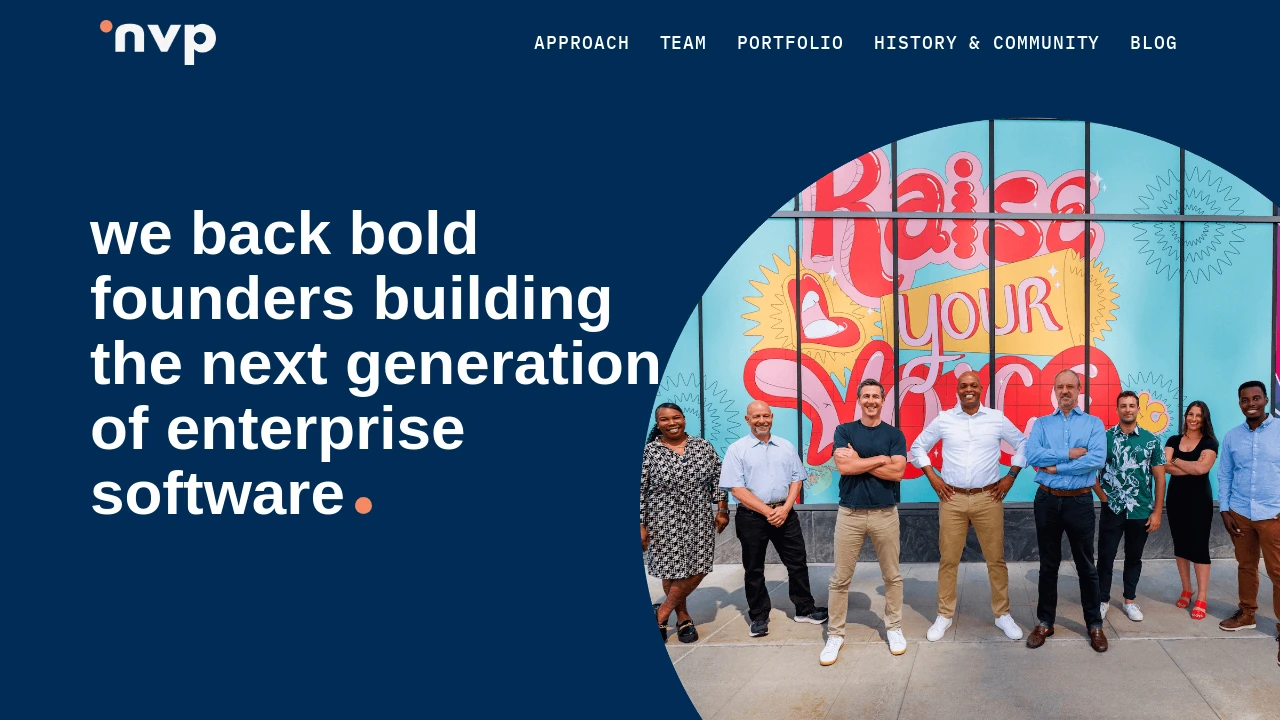 nvp
APPROACH TEAM PORTFOLIO HISTORY & COMMUNITY BLOG
we back bold
founders building
the next generation
of enterprise
software.
Raise
your
Voice